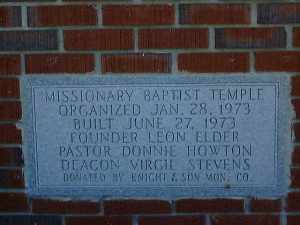 MISSIONARY BAPTIST TEMPLE
ORGANIZED JAN. 28, 1973
BUILT JUNE 27, 1973
FOUNDER LEON ELDER
PASTOR DONNIE HOWTON
DEACON VIRGIL STEVENS
DONATED BY KNIGHT & SON MON. CO.